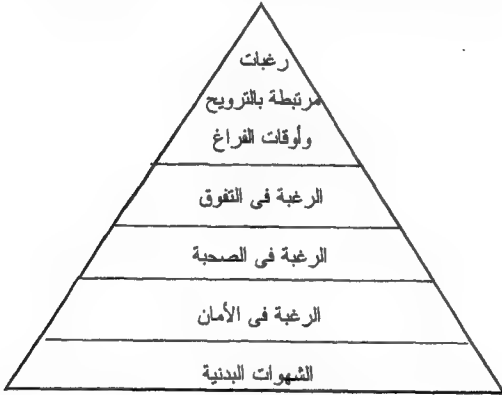 رغبات
مرتبطة بالترويح
وأوقات الفراغ
الرغبة فى التفوق
الرغبة فى الصحبة
الرغبة فى الأمان
الشهوات البدنية